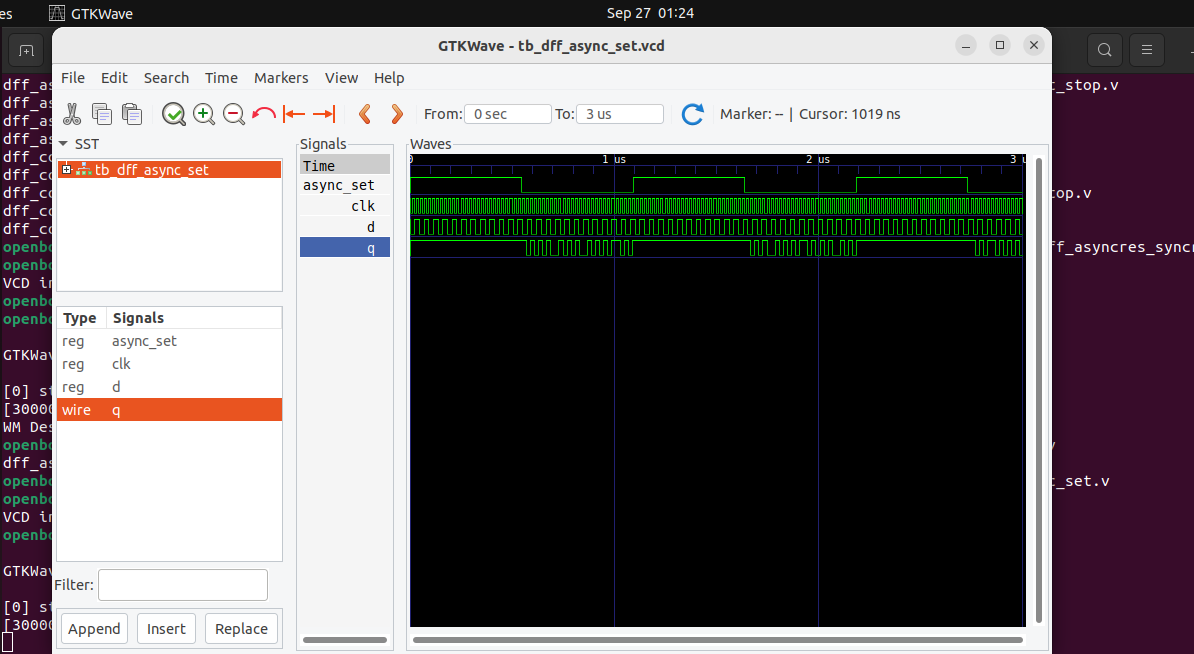 es GTKWave Sep 27 01:24
GTKWave - tb_dff_async_set.vcd
File Edit Search Time Markers View Help
From: 0 sec To: 3 us Marker: -- | Cursor: 1019 ns
SST
tb_dff_async_set
Type Signals
reg async_set
reg clk
reg d
wire q
Filter:
Append Insert Replace
Signals
Time
async_set
clk
d
q
Waves
0 1 us 2 us 3 u
dff_as
dff_as
dff_as
dff_as
dff_co
dff_co
dff_co
dff_co
dff_co
openbo
openbo
VCD in
openbo
openbo
GTKWav
[0] st
[30000
WM Des
openbo
dff_as
openbo
openbo
VCD in
openbo
GTKWav
[0] st
[30000
c_stop.v
top.v
ff_asyncres_syncr
v
c_set.v